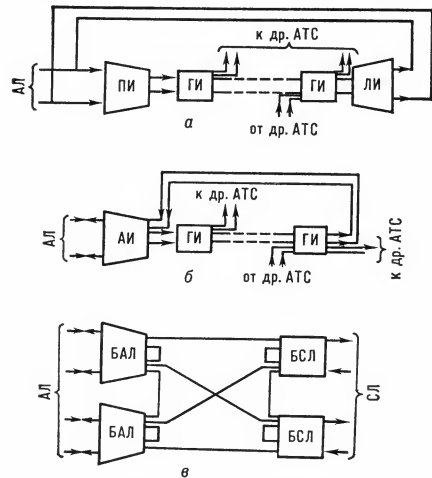 к др. АТС
АЛ
ПИ
ГИ
ГИ
ЛИ
от др. АТС
а
к др. АТС
АЛ
АИ
ГИ
ГИ
от др. АТС
к др. АТС
б
АЛ
БАЛ
БСЛ
СЛ
БАЛ
БСЛ
в